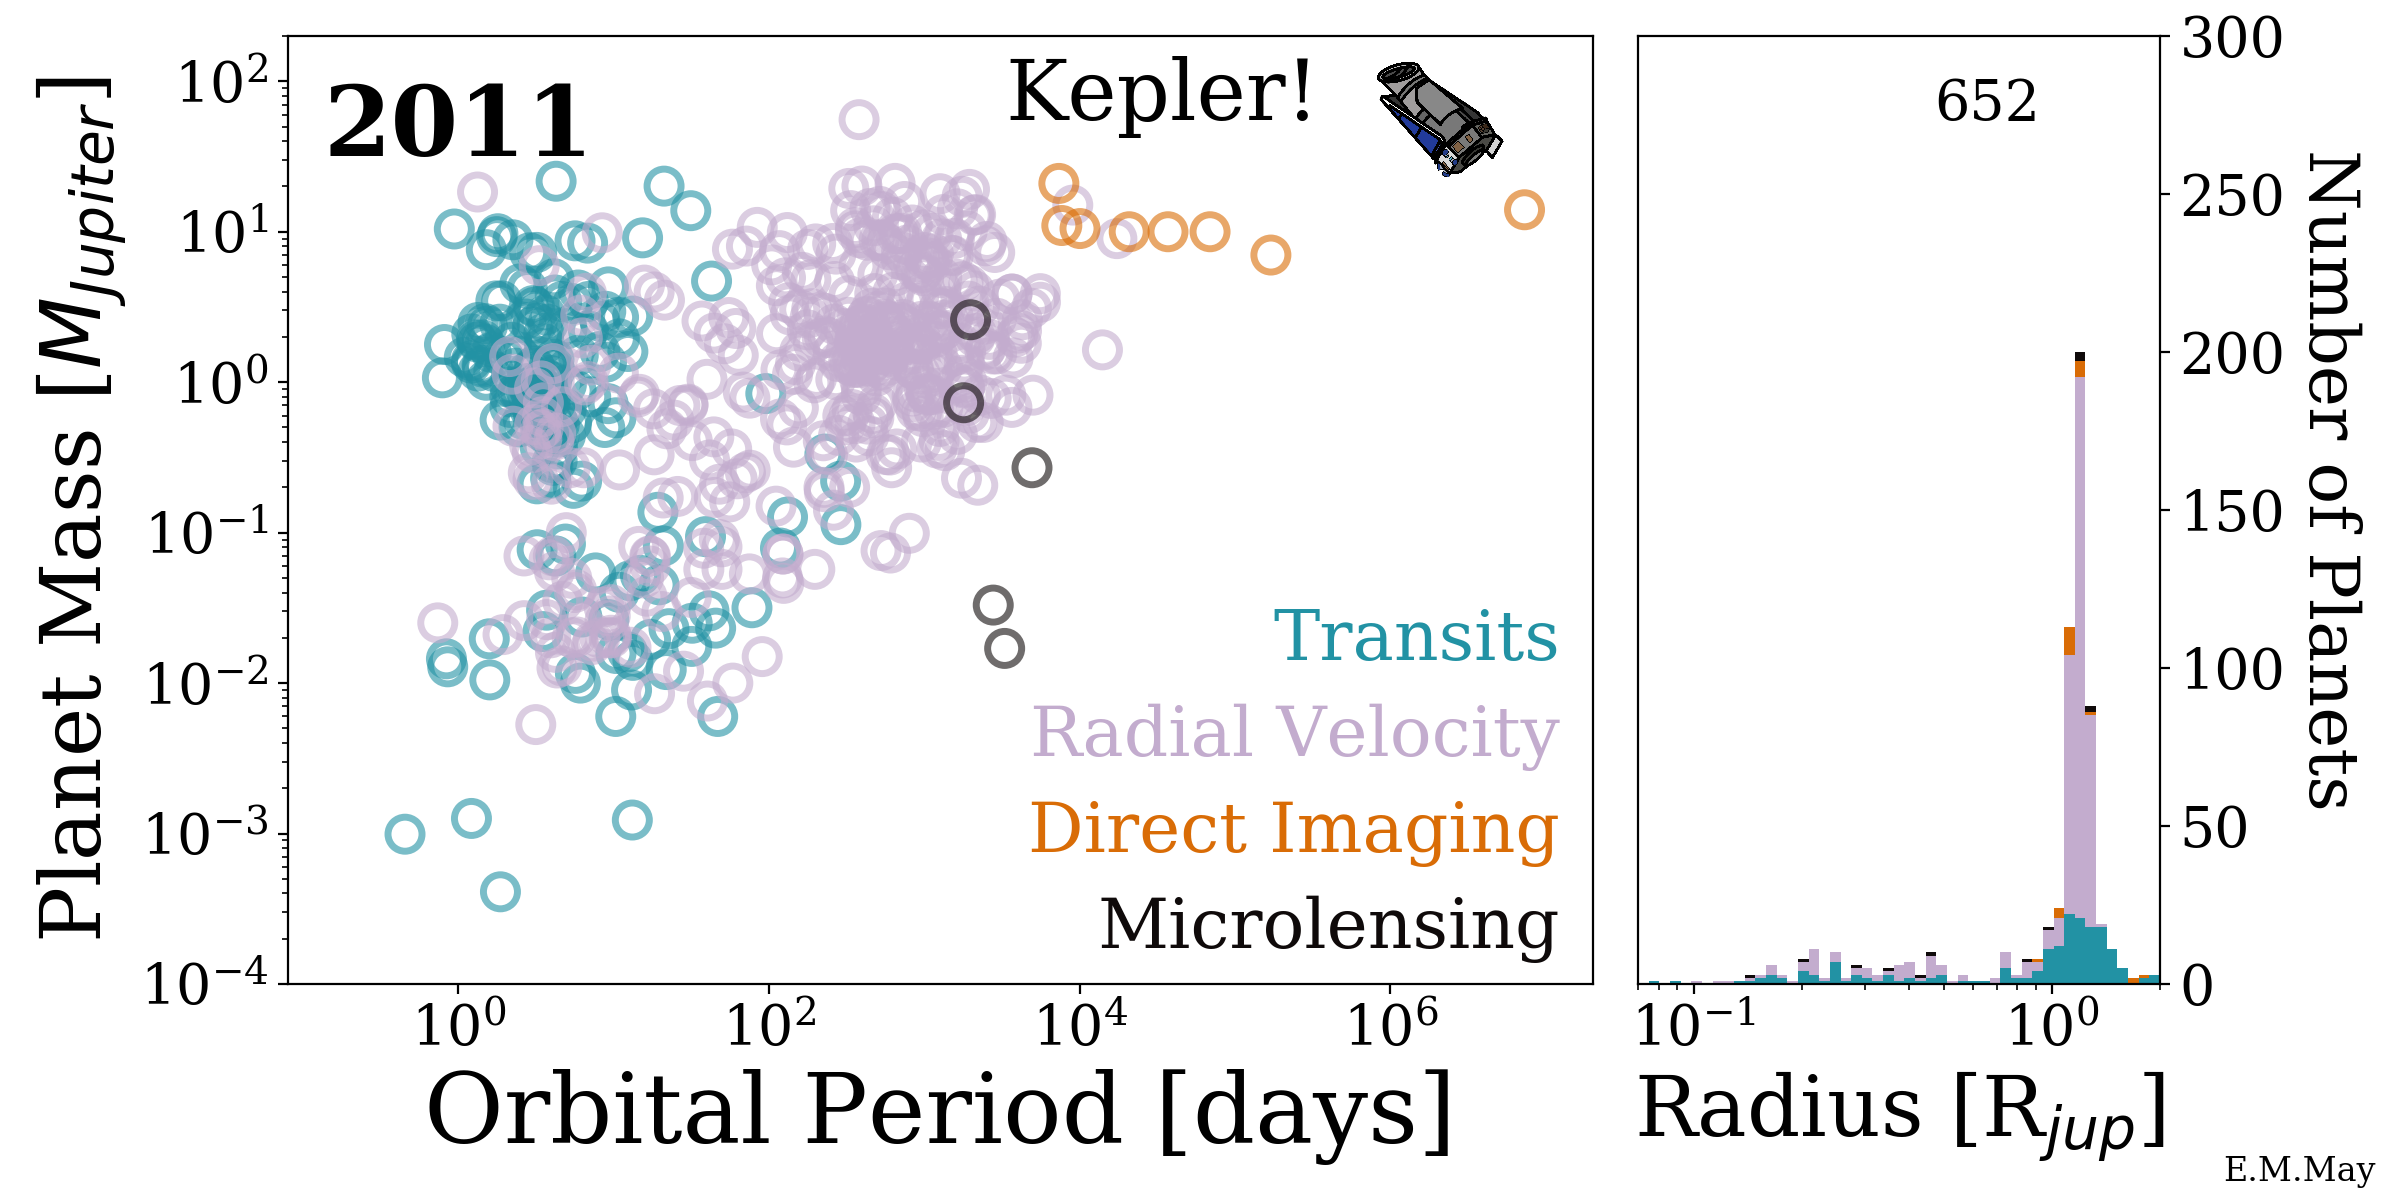 2011
Kepler!
652
Planet Mass [M_Jupiter]
10^2
10^1
10^0
10^-1
10^-2
10^-3
10^-4
Transits
Radial Velocity
Direct Imaging
Microlensing
10^0 10^2 10^4 10^6
Orbital Period [days]
300
250
200
150
100
50
0
Number of Planets
10^-1 10^0
Radius [R_jup]
E.M.May